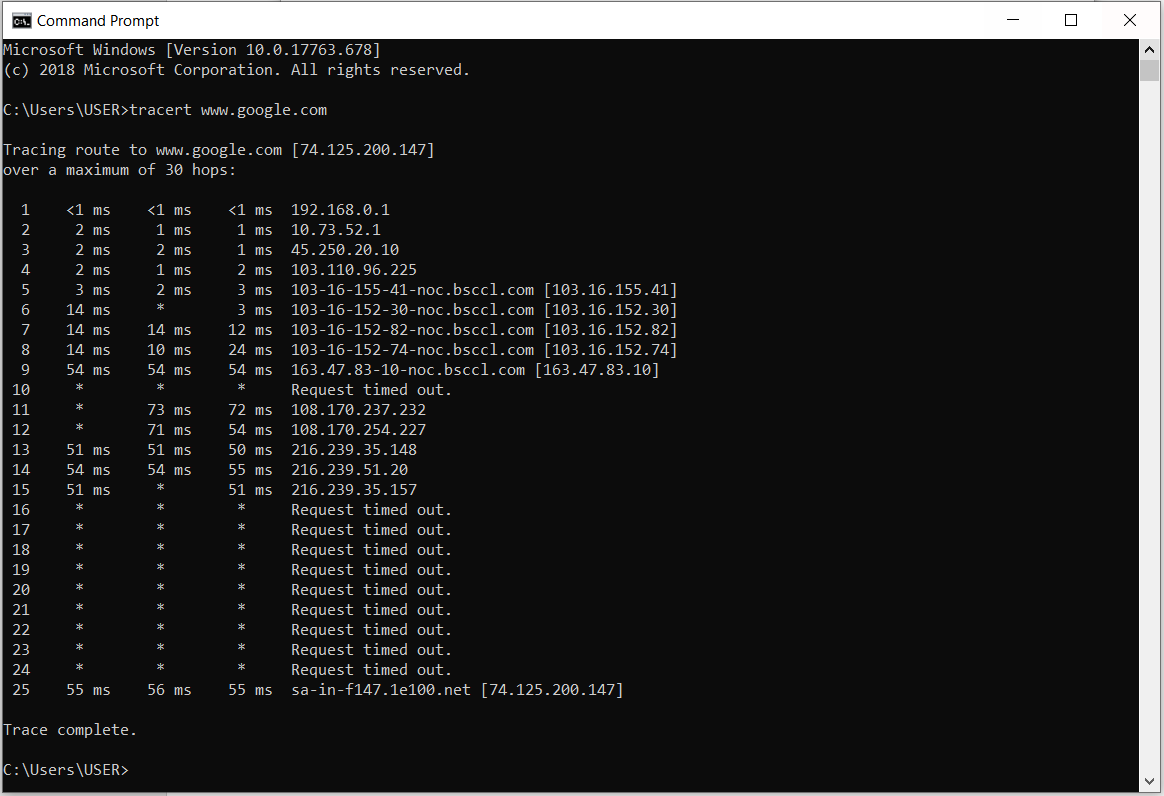 Command Prompt
Microsoft Windows [Version 10.0.17763.678]
(c) 2018 Microsoft Corporation. All rights reserved.
C:\Users\USER>tracert www.google.com
Tracing route to www.google.com [74.125.200.147]
over a maximum of 30 hops:
1 <1 ms <1 ms <1 ms 192.168.0.1
2 2 ms 1 ms 1 ms 10.73.52.1
3 2 ms 2 ms 1 ms 45.250.20.10
4 2 ms 1 ms 2 ms 103.110.96.225
5 3 ms 2 ms 3 ms 103-16-155-41-noc.bsccl.com [103.16.155.41]
6 14 ms * 3 ms 103-16-152-30-noc.bsccl.com [103.16.152.30]
7 14 ms 14 ms 12 ms 103-16-152-82-noc.bsccl.com [103.16.152.82]
8 14 ms 10 ms 24 ms 103-16-152-74-noc.bsccl.com [103.16.152.74]
9 54 ms 54 ms 54 ms 163.47.83-10-noc.bsccl.com [163.47.83.10]
10 * * * Request timed out.
11 * 73 ms 72 ms 108.170.237.232
12 * 71 ms 54 ms 108.170.254.227
13 51 ms 51 ms 50 ms 216.239.35.148
14 54 ms 54 ms 55 ms 216.239.51.20
15 51 ms * 51 ms 216.239.35.157
16 * * * Request timed out.
17 * * * Request timed out.
18 * * * Request timed out.
19 * * * Request timed out.
20 * * * Request timed out.
21 * * * Request timed out.
22 * * * Request timed out.
23 * * * Request timed out.
24 * * * Request timed out.
25 55 ms 56 ms 55 ms sa-in-f147.1e100.net [74.125.200.147]
Trace complete.
C:\Users\USER>